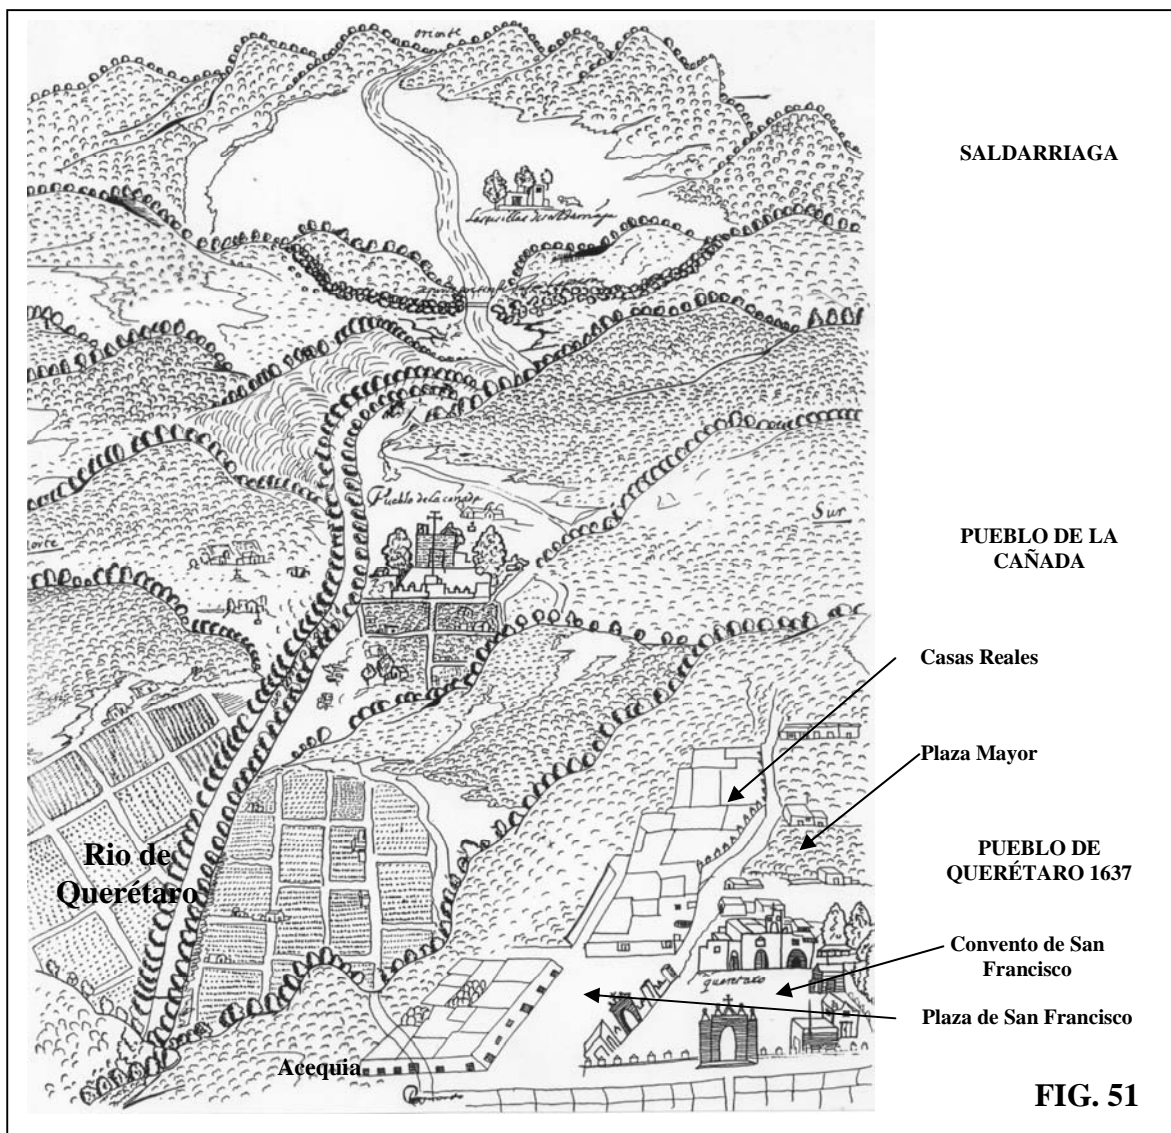 oriente
SALDARRIAGA
Pueblo de la cañada
Sur
orte
PUEBLO DE LA
CAÑADA
Casas Reales
Plaza Mayor
Rio de
Querétaro
PUEBLO DE
QUERÉTARO 1637
Convento de San
Francisco
queretaro
Plaza de San Francisco
Acequia
FIG. 51